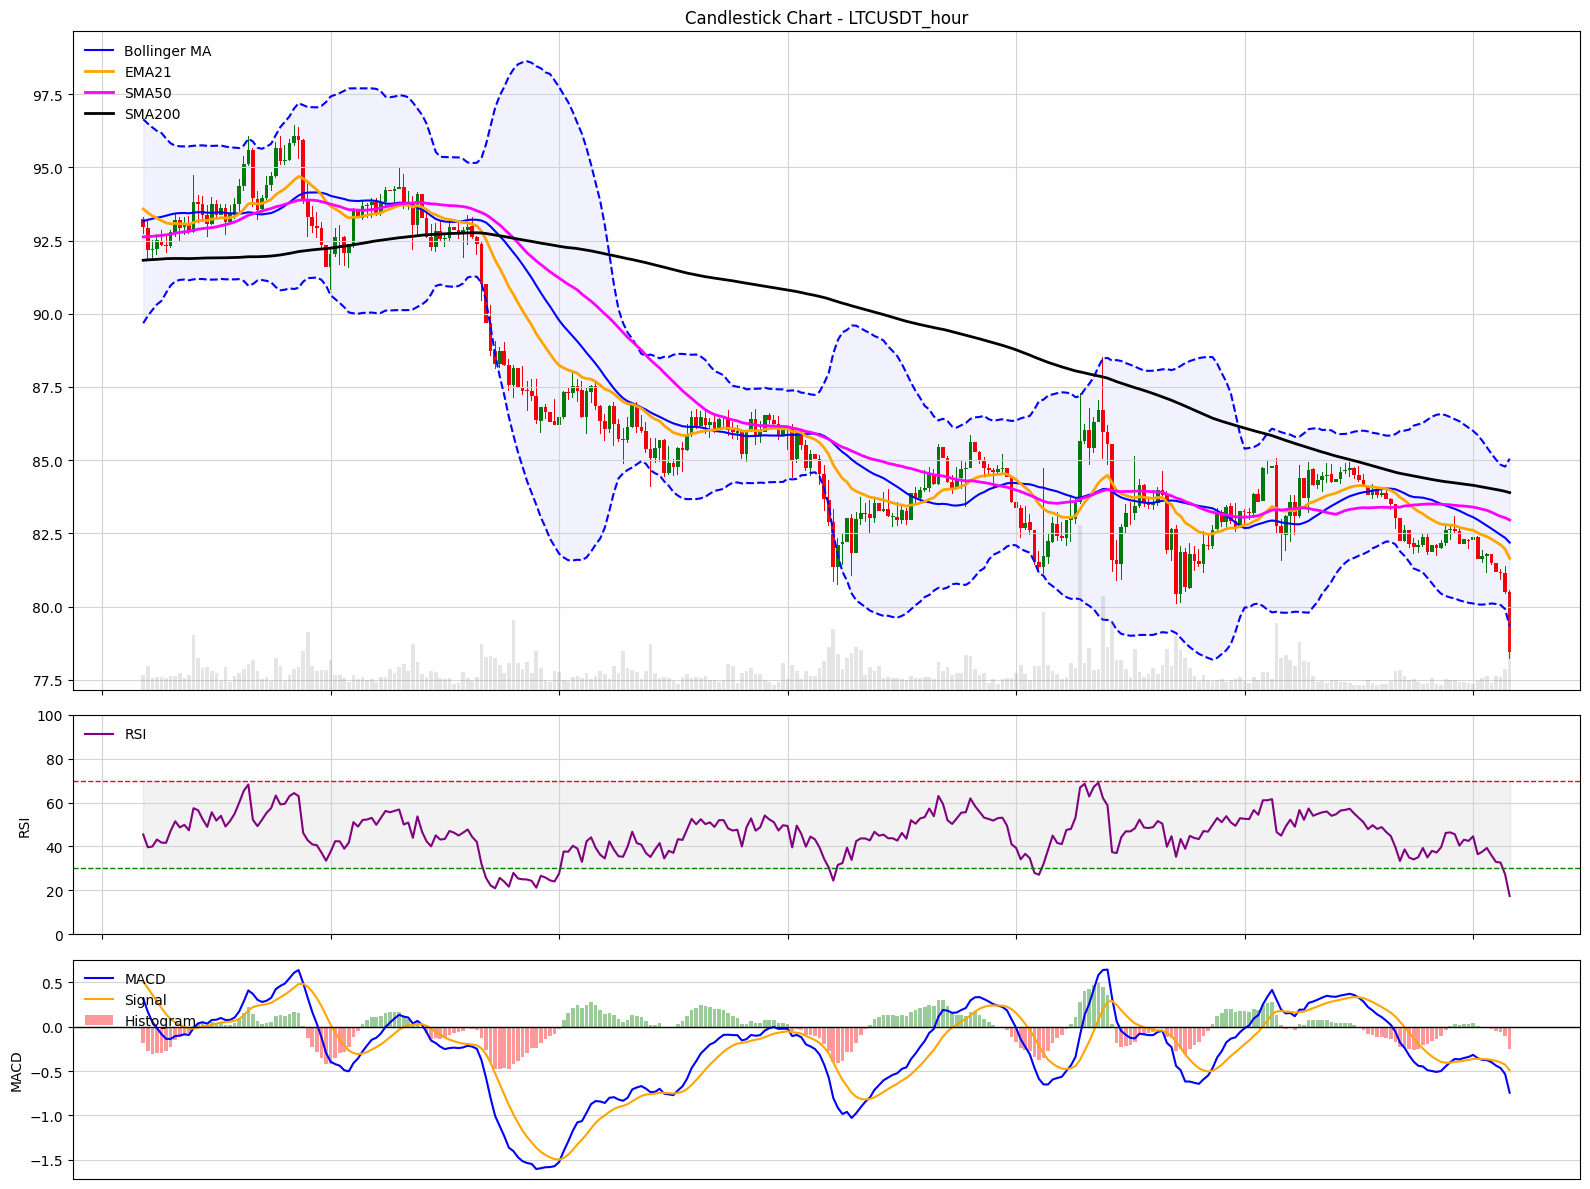 Candlestick Chart - LTCUSDT_hour
Bollinger MA
EMA21
SMA50
SMA200
97.5
95.0
92.5
90.0
87.5
85.0
82.5
80.0
77.5
RSI
100
80
60
40
20
0
RSI
MACD
Signal
Histogram
0.5
0.0
−0.5
−1.0
−1.5
MACD